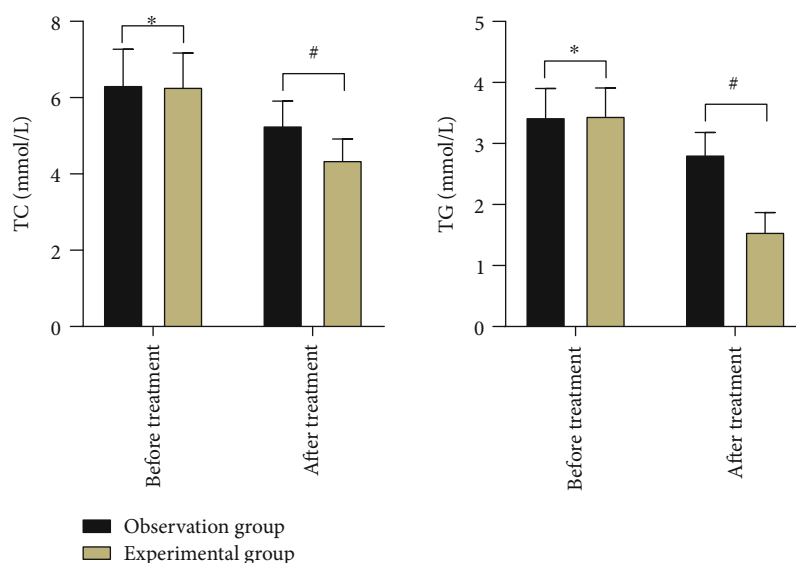 TC (mmol/L)
8
6
4
2
0
*
#
Before treatment
After treatment
TG (mmol/L)
5
4
3
2
1
0
*
#
Before treatment
After treatment
Observation group
Experimental group